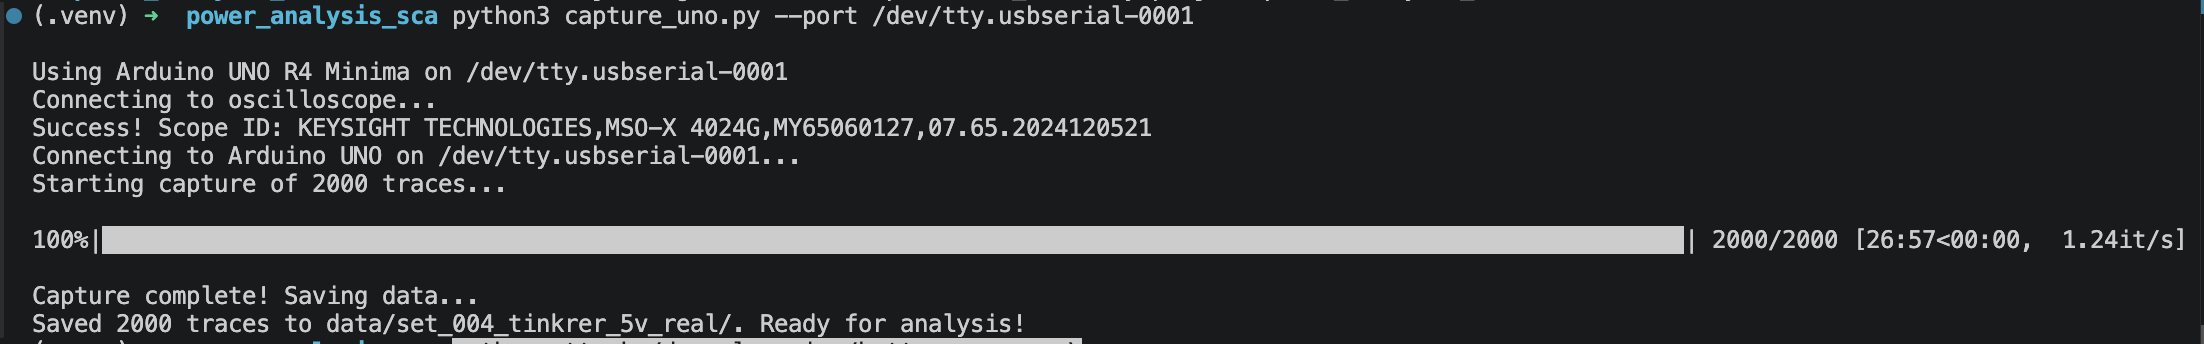 (.venv) ➜ power_analysis_sca python3 capture_uno.py --port /dev/tty.usbserial-0001
Using Arduino UNO R4 Minima on /dev/tty.usbserial-0001
Connecting to oscilloscope...
Success! Scope ID: KEYSIGHT TECHNOLOGIES,MSO-X 4024G,MY65060127,07.65.2024120521
Connecting to Arduino UNO on /dev/tty.usbserial-0001...
Starting capture of 2000 traces...
100%| | 2000/2000 [26:57<00:00, 1.24it/s]
Capture complete! Saving data...
Saved 2000 traces to data/set_004_tinkrer_5v_real/. Ready for analysis!